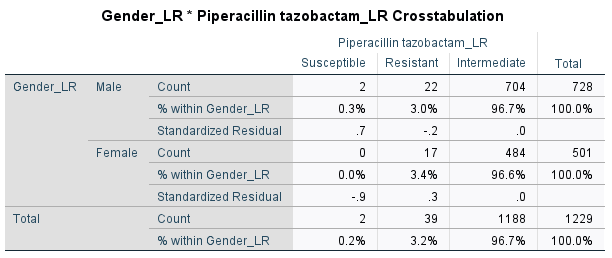 Gender_LR * Piperacillin tazobactam_LR Crosstabulation
Piperacillin tazobactam_LR
Susceptible Resistant Intermediate Total
Gender_LR Male Count 2 22 704 728
% within Gender_LR 0.3% 3.0% 96.7% 100.0%
Standardized Residual .7 -.2 .0
Female Count 0 17 484 501
% within Gender_LR 0.0% 3.4% 96.6% 100.0%
Standardized Residual -.9 .3 .0
Total Count 2 39 1188 1229
% within Gender_LR 0.2% 3.2% 96.7% 100.0%